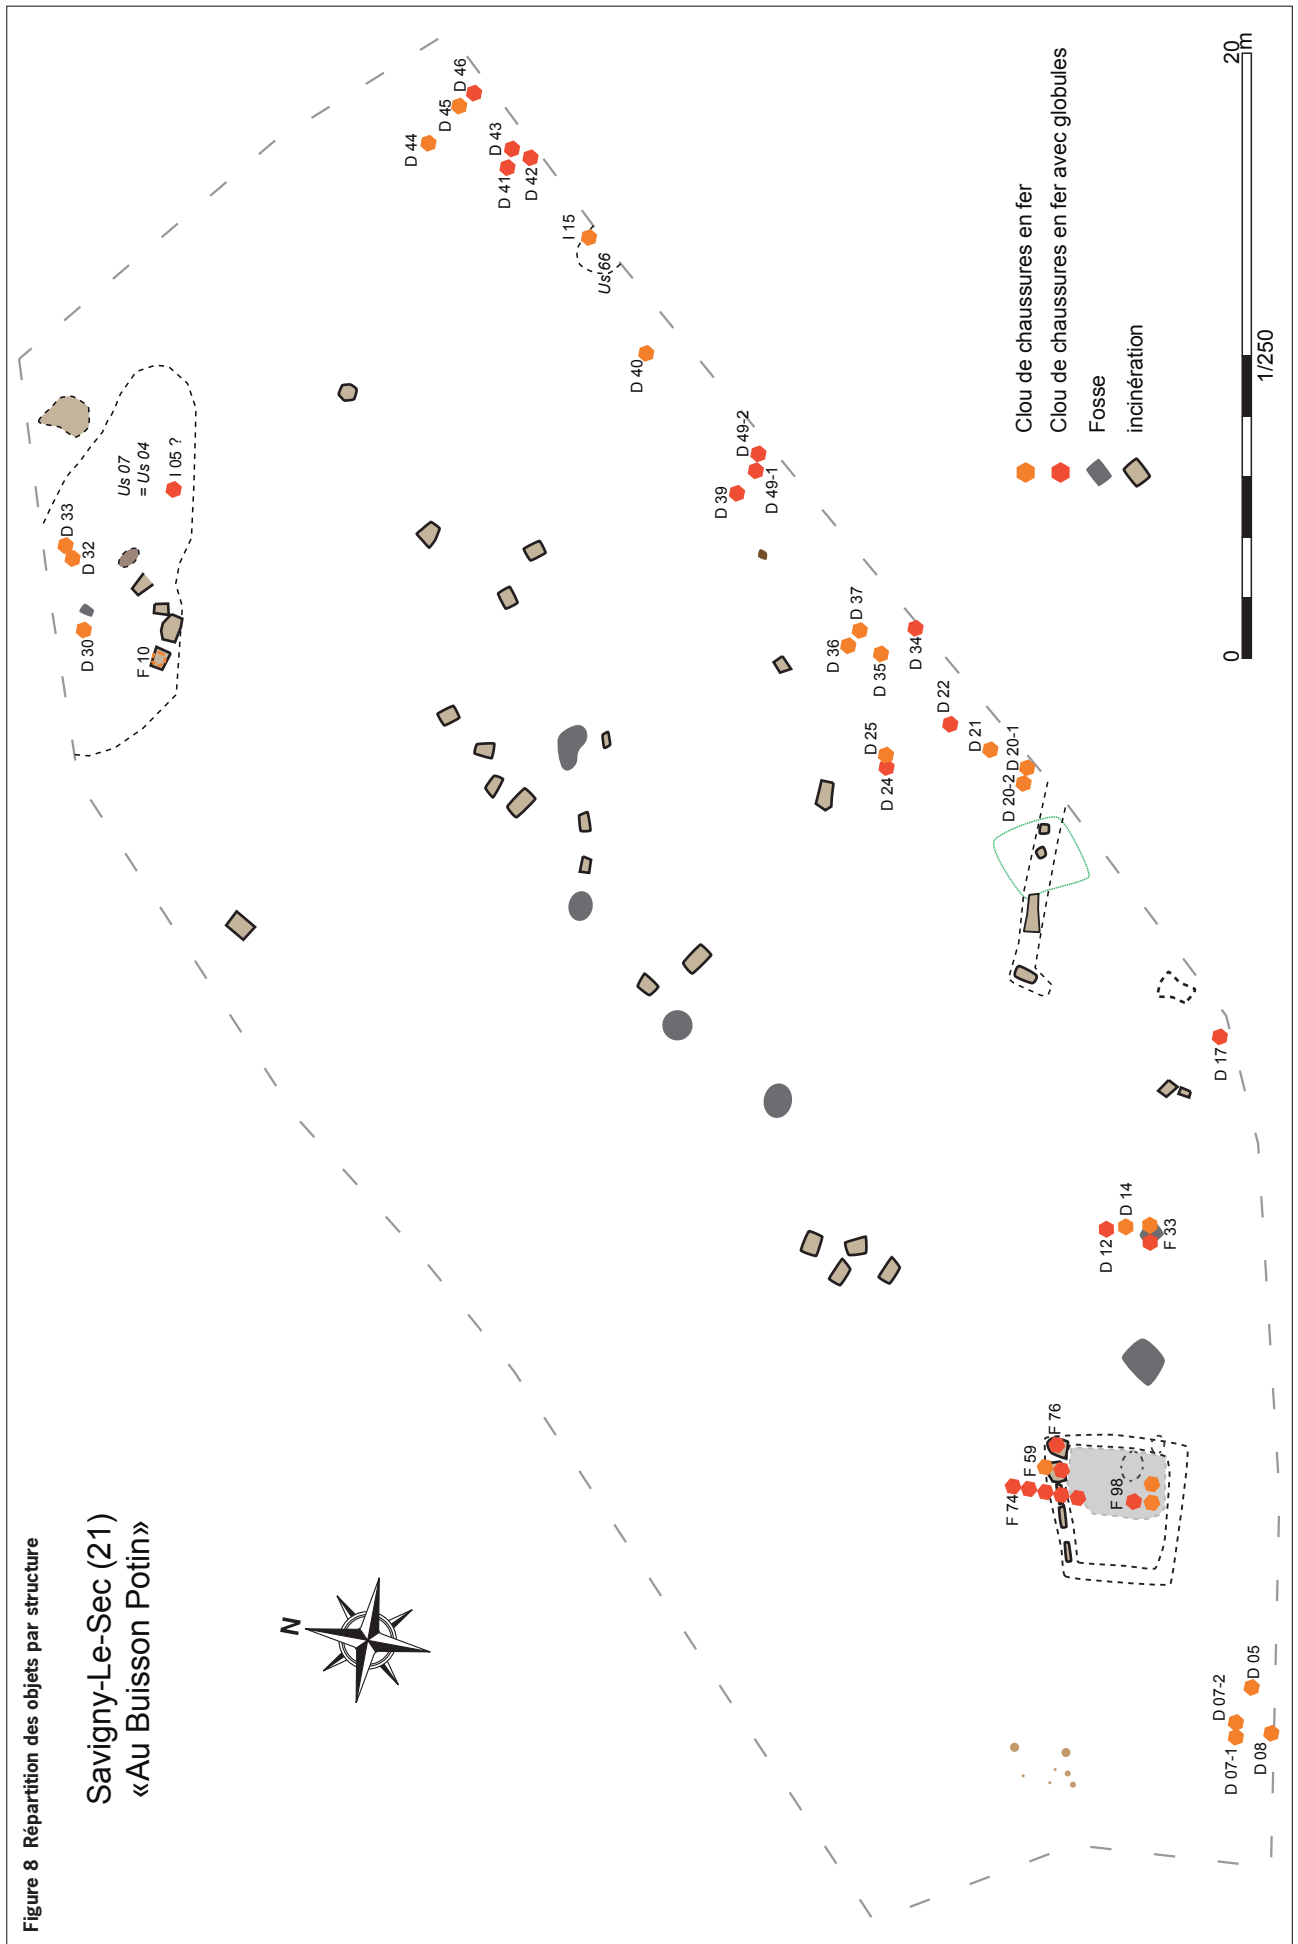 Figure 8 Répartition des objets par structure
Savigny-Le-Sec (21)
«Au Buisson Potin»
N
D 07-1
D 07-2
D 08
D 05
F 74
F 59
F 76
F 98
D 12
D 14
F 33
D 17
D 20-2
D 20-1
D 21
D 22
D 24
D 25
D 34
D 35
D 36
D 37
D 39
D 49-1
D 49-2
D 40
Us 66
I 15
D 41
D 42
D 43
D 44
D 45
D 46
F 10
D 30
D 32
D 33
Us 07
= Us 04
I 05 ?
Clou de chaussures en fer
Clou de chaussures en fer avec globules
Fosse
incinération
0
20
m
1/250